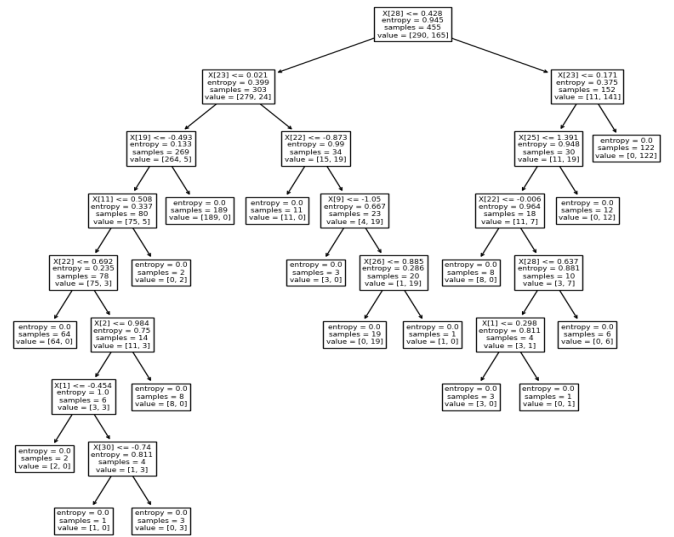 X[28] <= 0.428
entropy = 0.945
samples = 455
value = [290, 165]
X[23] <= 0.021
entropy = 0.399
samples = 303
value = [279, 24]
X[23] <= 0.171
entropy = 0.375
samples = 152
value = [11, 141]
X[19] <= -0.493
entropy = 0.133
samples = 269
value = [264, 5]
X[22] <= -0.873
entropy = 0.99
samples = 34
value = [15, 19]
X[25] <= 1.391
entropy = 0.948
samples = 30
value = [11, 19]
entropy = 0.0
samples = 122
value = [0, 122]
X[11] <= 0.508
entropy = 0.337
samples = 80
value = [75, 5]
entropy = 0.0
samples = 189
value = [189, 0]
entropy = 0.0
samples = 11
value = [11, 0]
X[9] <= -1.05
entropy = 0.667
samples = 23
value = [4, 19]
X[22] <= -0.006
entropy = 0.964
samples = 18
value = [11, 7]
entropy = 0.0
samples = 12
value = [0, 12]
X[22] <= 0.692
entropy = 0.235
samples = 78
value = [75, 3]
entropy = 0.0
samples = 2
value = [0, 2]
entropy = 0.0
samples = 3
value = [3, 0]
X[26] <= 0.885
entropy = 0.286
samples = 20
value = [1, 19]
entropy = 0.0
samples = 8
value = [8, 0]
X[28] <= 0.637
entropy = 0.881
samples = 10
value = [3, 7]
entropy = 0.0
samples = 64
value = [64, 0]
X[2] <= 0.984
entropy = 0.75
samples = 14
value = [11, 3]
entropy = 0.0
samples = 19
value = [0, 19]
entropy = 0.0
samples = 1
value = [1, 0]
X[1] <= 0.298
entropy = 0.811
samples = 4
value = [3, 1]
entropy = 0.0
samples = 6
value = [0, 6]
X[1] <= -0.454
entropy = 1.0
samples = 6
value = [3, 3]
entropy = 0.0
samples = 8
value = [8, 0]
entropy = 0.0
samples = 3
value = [3, 0]
entropy = 0.0
samples = 1
value = [0, 1]
entropy = 0.0
samples = 2
value = [2, 0]
X[30] <= -0.74
entropy = 0.811
samples = 4
value = [1, 3]
entropy = 0.0
samples = 1
value = [1, 0]
entropy = 0.0
samples = 3
value = [0, 3]